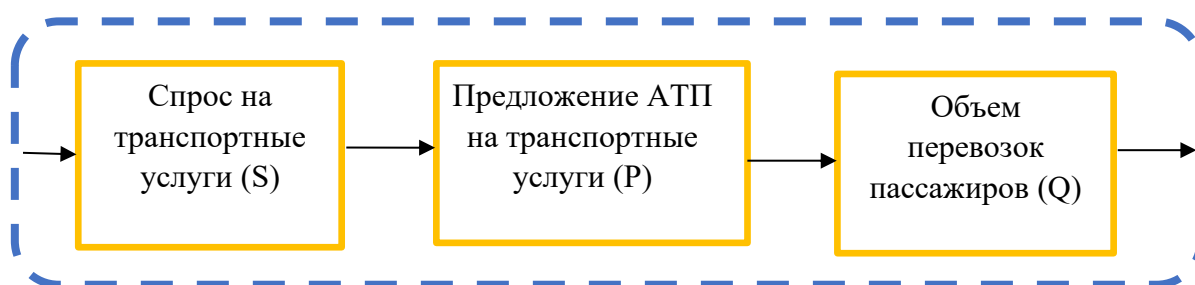 Спрос на
транспортные
услуги (S)
Предложение АТП
на транспортные
услуги (P)
Объем
перевозок
пассажиров (Q)